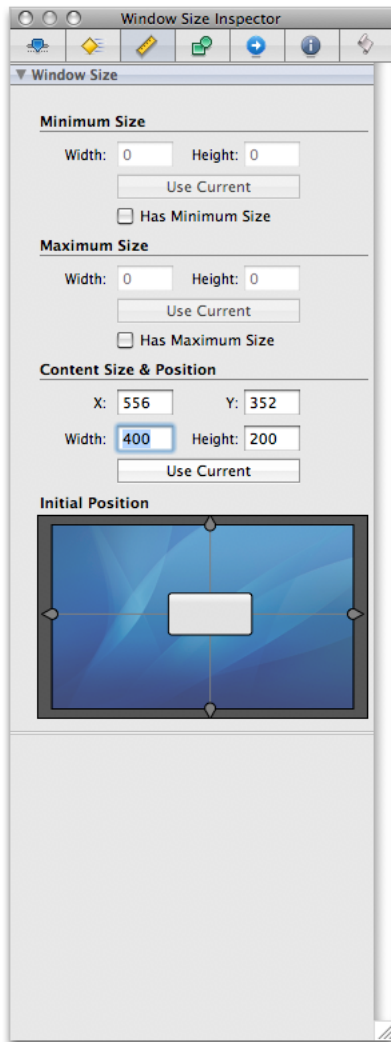 Window Size Inspector
Window Size
Minimum Size
Width: 0 Height: 0
Use Current
Has Minimum Size
Maximum Size
Width: 0 Height: 0
Use Current
Has Maximum Size
Content Size & Position
X: 556 Y: 352
Width: 400 Height: 200
Use Current
Initial Position